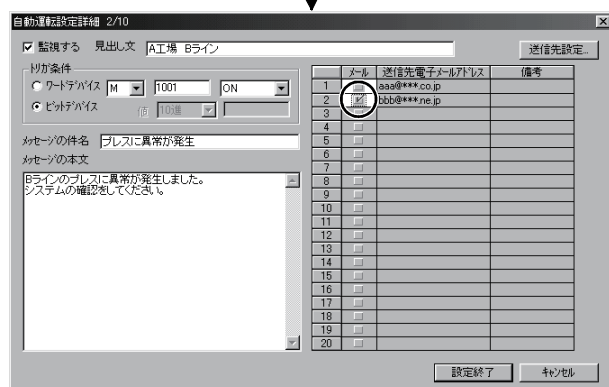 自動運転設定詳細 2/10
監視する 見出し文 A工場 Bライン
送信先設定...
トリガ条件
ワードデバイス M 1001 ON
ビットデバイス 値 10進
メッセージの件名 プレスに異常が発生
メッセージの本文
Bラインのプレスに異常が発生しました。
システムの確認をしてください。
メール 送信先電子メールアドレス 備考
1 aaa@***.co.jp
2 bbb@***.ne.jp
3
4
5
6
7
8
9
10
11
12
13
14
15
16
17
18
19
20
設定終了 キャンセル